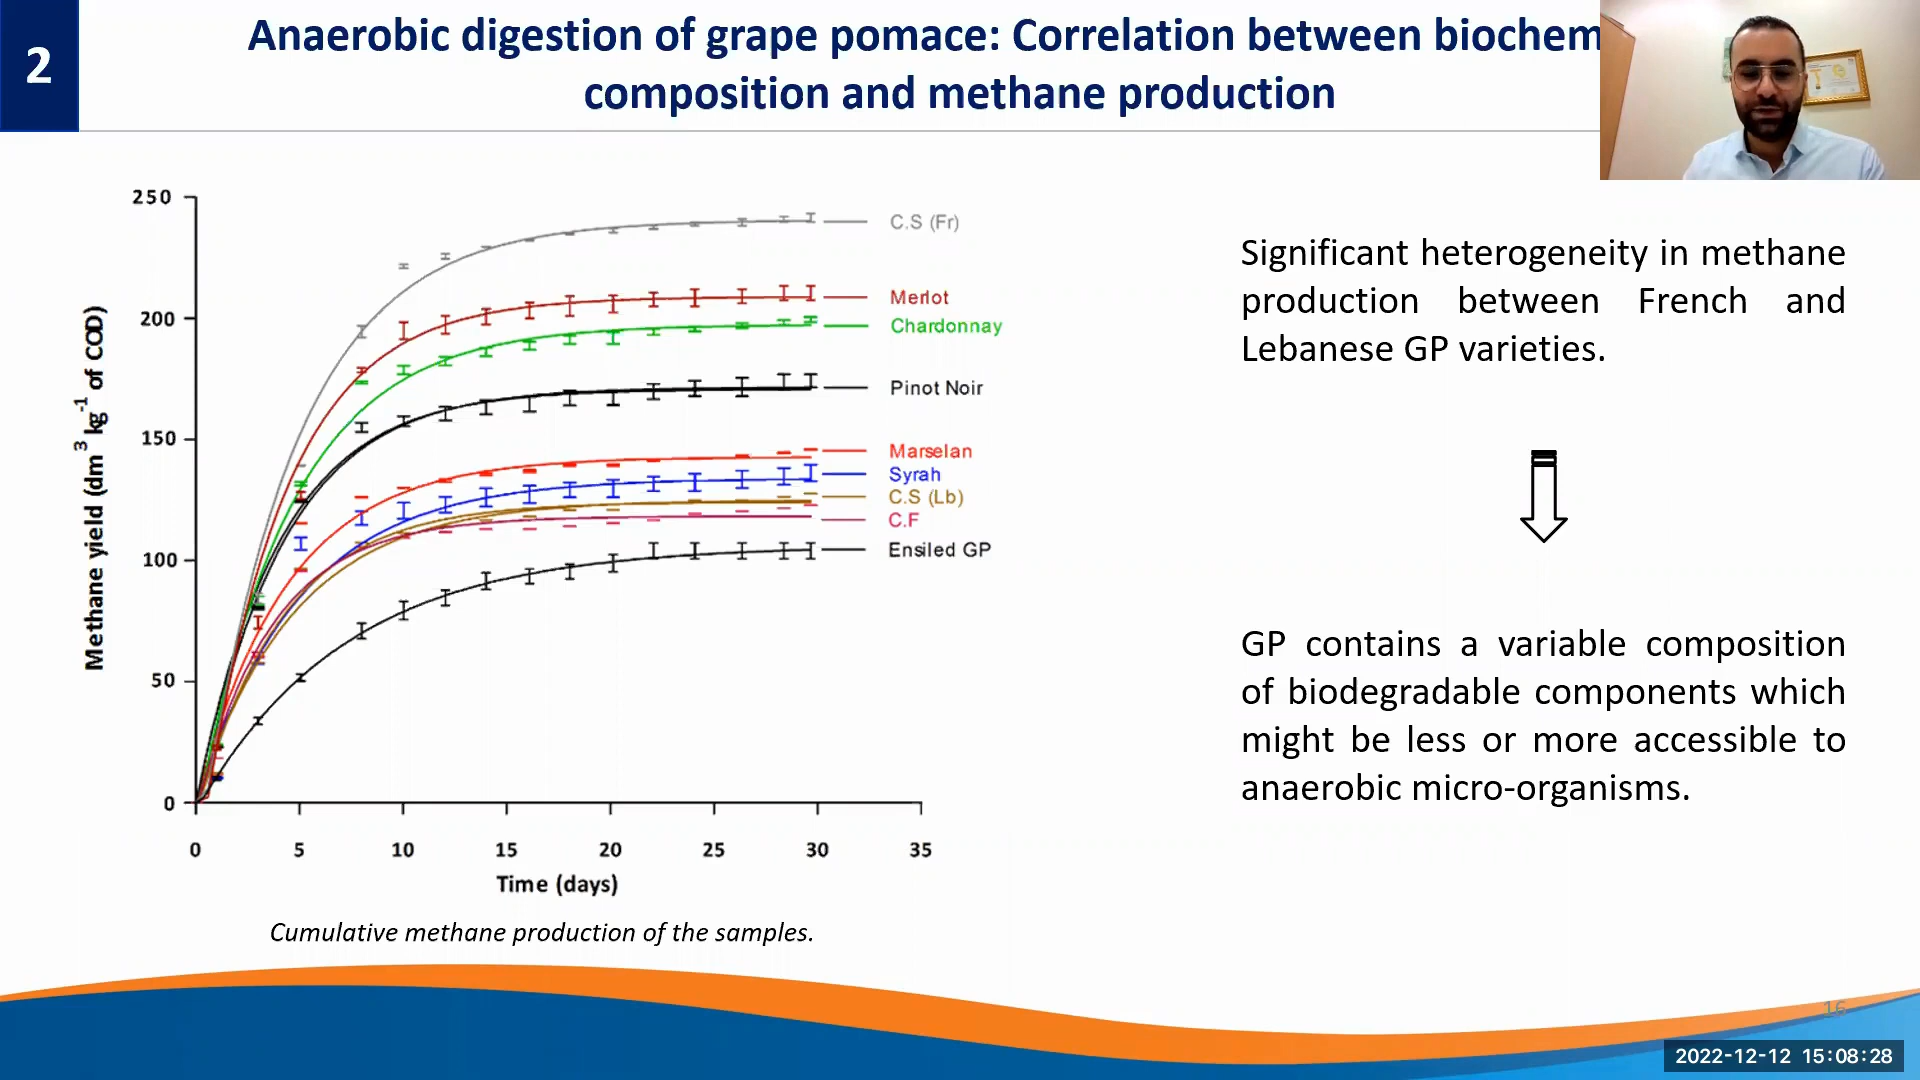 2
Anaerobic digestion of grape pomace: Correlation between biochem
composition and methane production
250
200
150
100
50
0
Methane yield (dm³ kg⁻¹ of COD)
0 5 10 15 20 25 30 35
Time (days)
C.S (Fr)
Merlot
Chardonnay
Pinot Noir
Marselan
Syrah
C.S (Lb)
C.F
Ensiled GP
Cumulative methane production of the samples.
Significant heterogeneity in methane
production between French and
Lebanese GP varieties.
GP contains a variable composition
of biodegradable components which
might be less or more accessible to
anaerobic micro-organisms.
16
2022-12-12 15:08:28